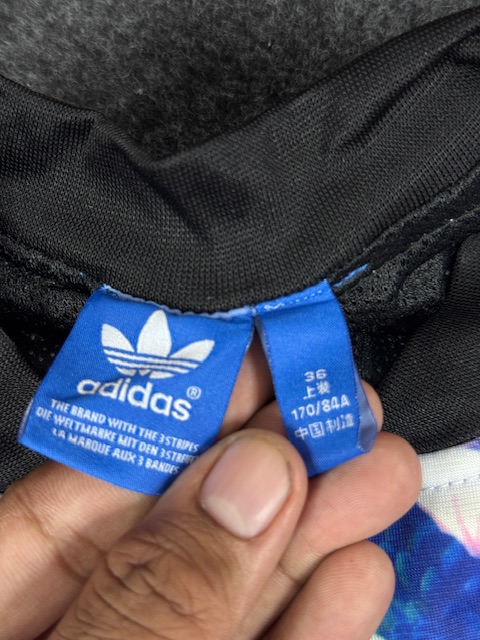 adidas®
THE BRAND WITH THE 3 STRIPES
DIE WELTMARKE MIT DEN 3 STREIFEN
LA MARQUE AUX 3 BANDES
36
上装
170/84A
中国制造